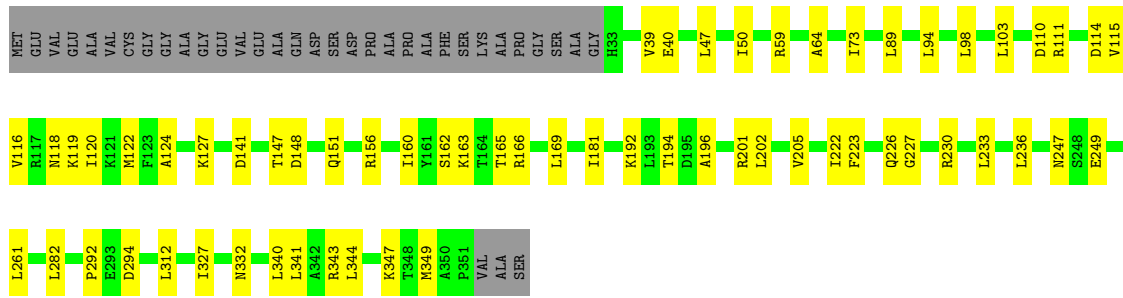 MET GLU VAL GLU ALA VAL CYS GLY GLY ALA GLY GLU VAL GLU ALA GLN ASP SER ASP PRO ALA PRO ALA PHE SER LYS ALA PRO GLY SER ALA GLY H33 V39 E40 L47 I50 R59 A64 I73 L89 L94 L98 L103 D110 R111 D114 V115
V116 R117 N118 K119 I120 K121 M122 F123 A124 K127 D141 T147 D148 Q151 R156 I160 Y161 S162 K163 T164 T165 R166 L169 I181 K192 L193 T194 D195 A196 R201 L202 V205 I222 F223 Q226 G227 R230 L233 L236 N247 S248 E249
L261 L282 P292 E293 D294 L312 I327 N332 L340 L341 A342 R343 L344 K347 T348 M349 A350 P351 VAL ALA SER